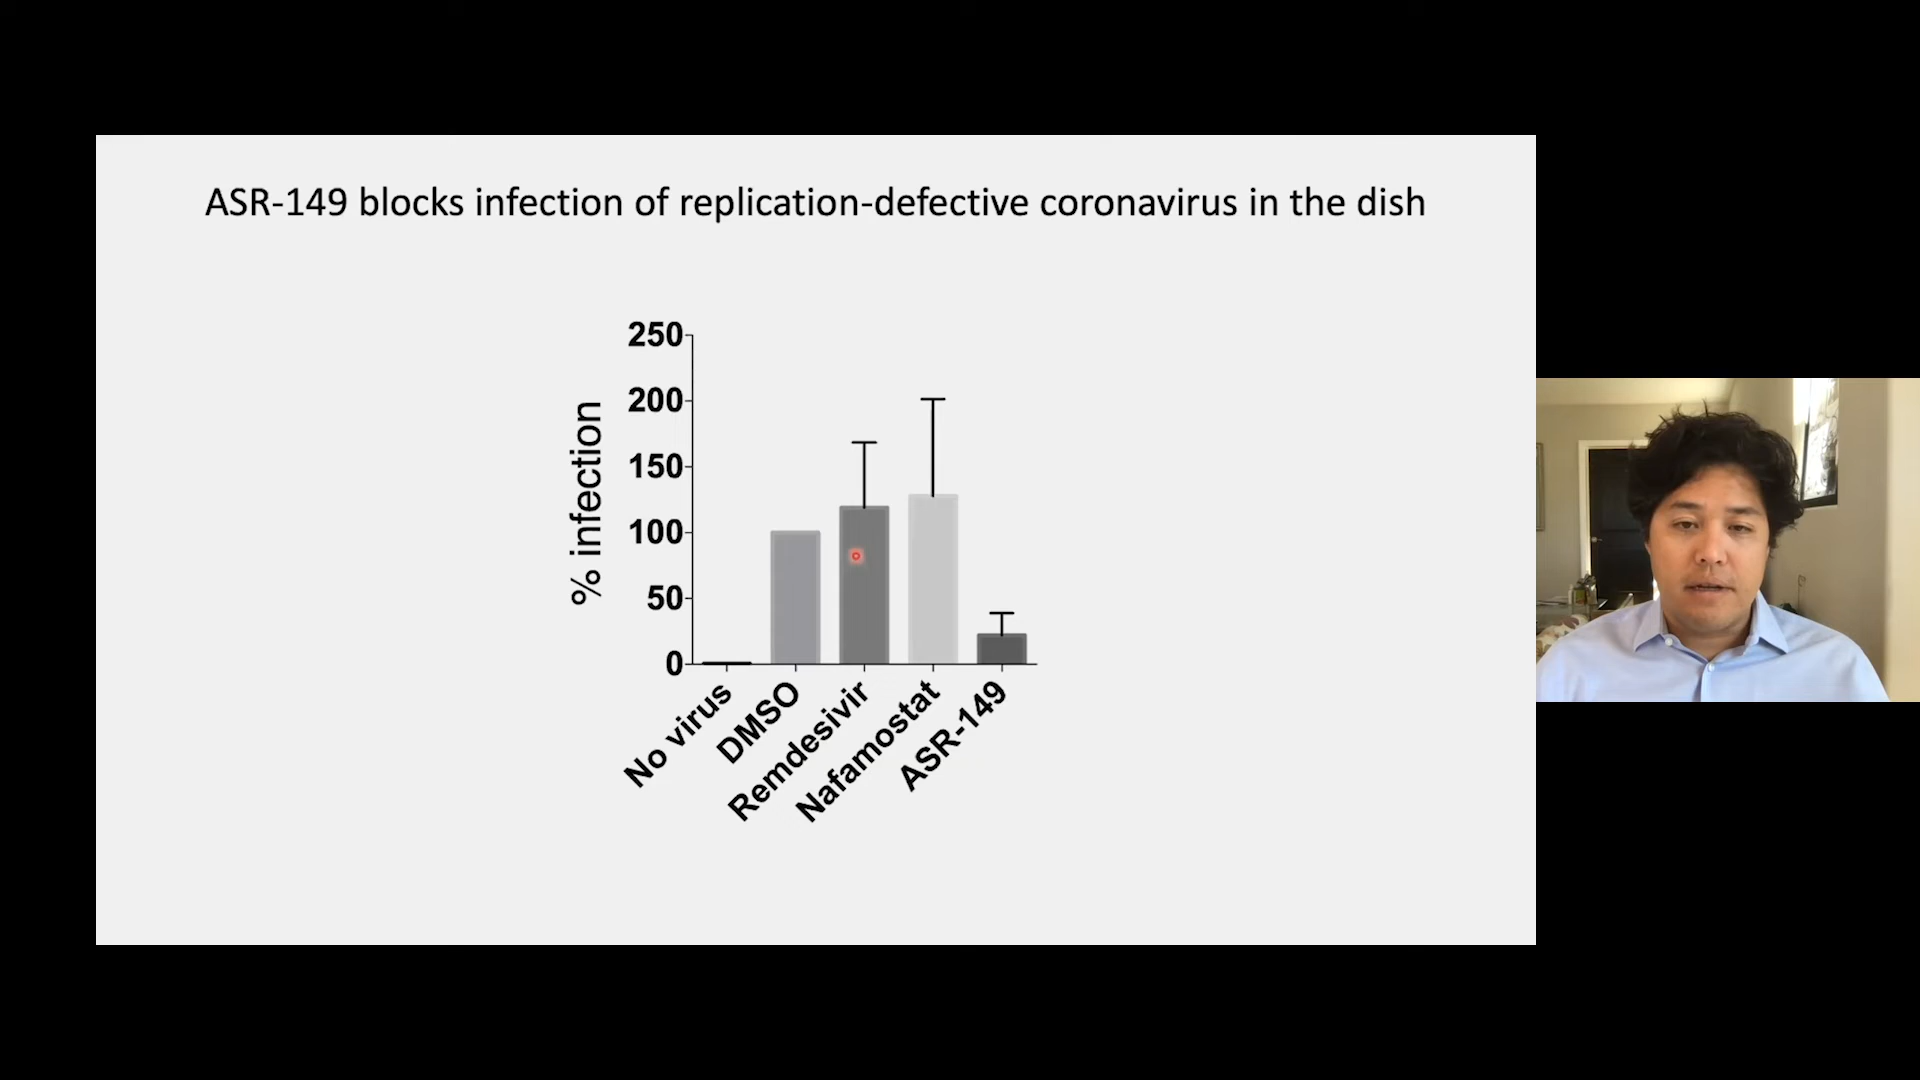 ASR-149 blocks infection of replication-defective coronavirus in the dish
% infection
250
200
150
100
50
0
No virus
DMSO
Remdesivir
Nafamostat
ASR-149